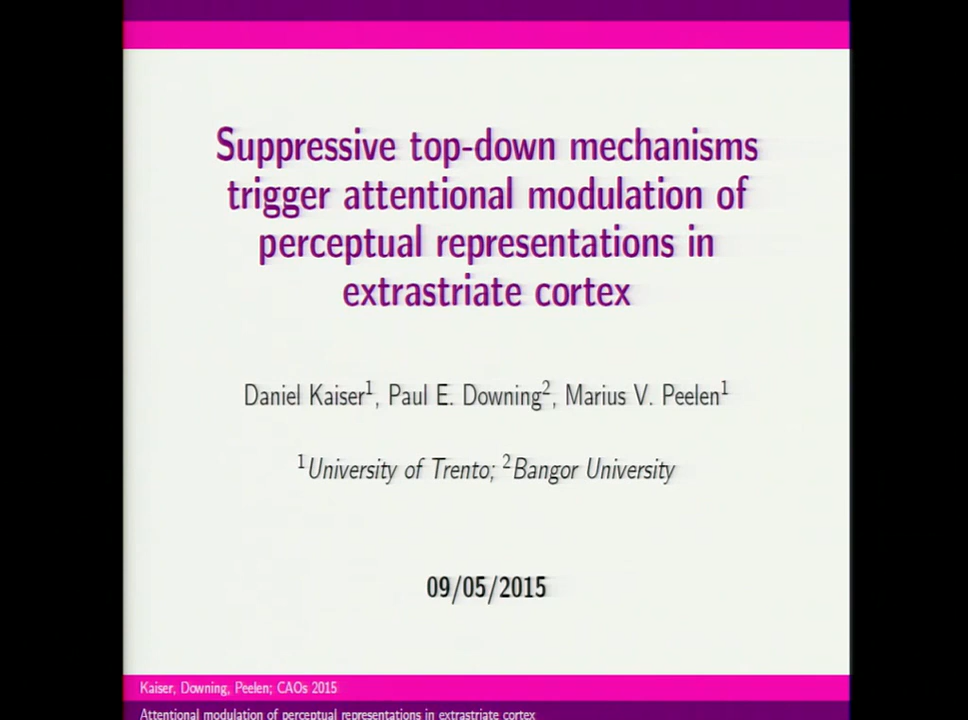 Suppressive top-down mechanisms
trigger attentional modulation of
perceptual representations in
extrastriate cortex
Daniel Kaiser¹, Paul E. Downing², Marius V. Peelen¹
¹University of Trento; ²Bangor University
09/05/2015
Kaiser, Downing, Peelen; CAOs 2015
Attentional modulation of perceptual representations in extrastriate cortex